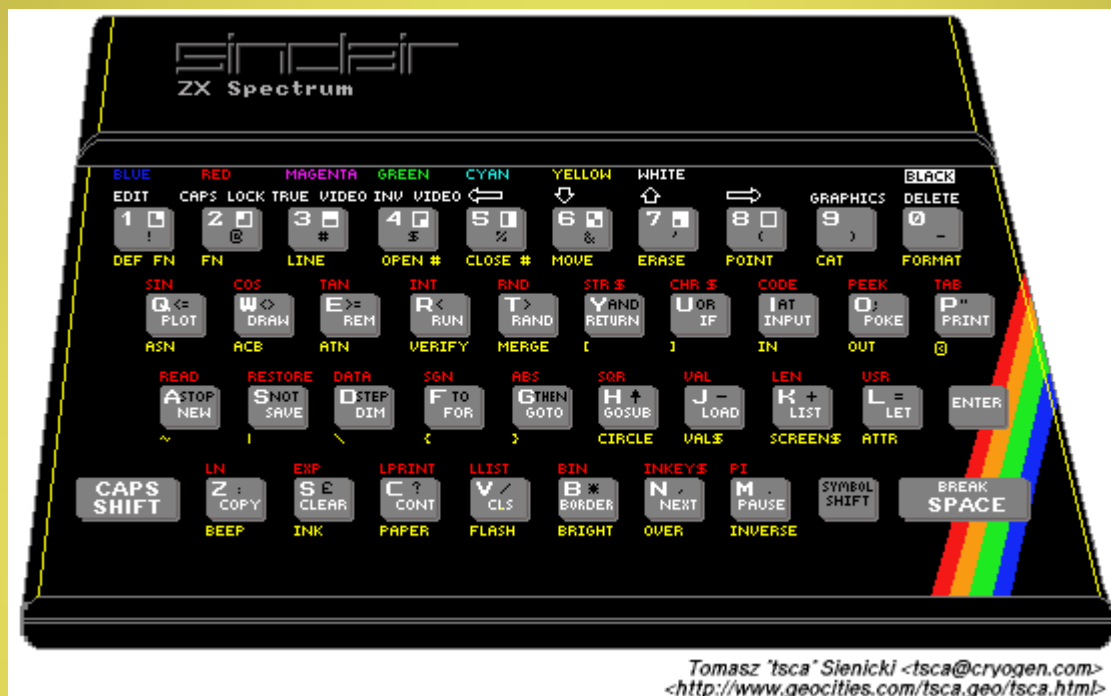 sinclair
ZX Spectrum
BLUE RED MAGENTA GREEN CYAN YELLOW WHITE BLACK
EDIT CAPS LOCK TRUE VIDEO INV VIDEO ⇦ ⇩ ⇧ ⇨ GRAPHICS DELETE
1 2 3 4 5 6 7 8 9 0
! @ # $ % & ' ( ) _
DEF FN FN LINE OPEN # CLOSE # MOVE ERASE POINT CAT FORMAT
SIN COS TAN INT RND STR $ CHR $ CODE PEEK TAB
Q <= W <> E >= R < T > Y AND U OR I AT O ; P "
PLOT DRAW REM RUN RAND RETURN IF INPUT POKE PRINT
ASN ACB ATN VERIFY MERGE [ ] IN OUT
READ RESTORE DATA SGN ABS SQR VAL LEN USR
A STOP S NOT D STEP F TO G THEN H ↑ J - K + L = ENTER
NEW SAVE DIM FOR GOTO GOSUB LOAD LIST LET
~ | \ { } CIRCLE VAL$ SCREEN$ ATTR
LN EXP LPRINT LLIST BIN INKEY$ PI
CAPS Z : S £ C ? V / B * N , M . SYMBOL BREAK
SHIFT COPY CLEAR CONT CLS BORDER NEXT PAUSE SHIFT SPACE
BEEP INK PAPER FLASH BRIGHT OVER INVERSE
Tomasz "tsca" Sienicki <tsca@cryogen.com>
<http://www.geocities.com/tsca.geo/tsca.html>